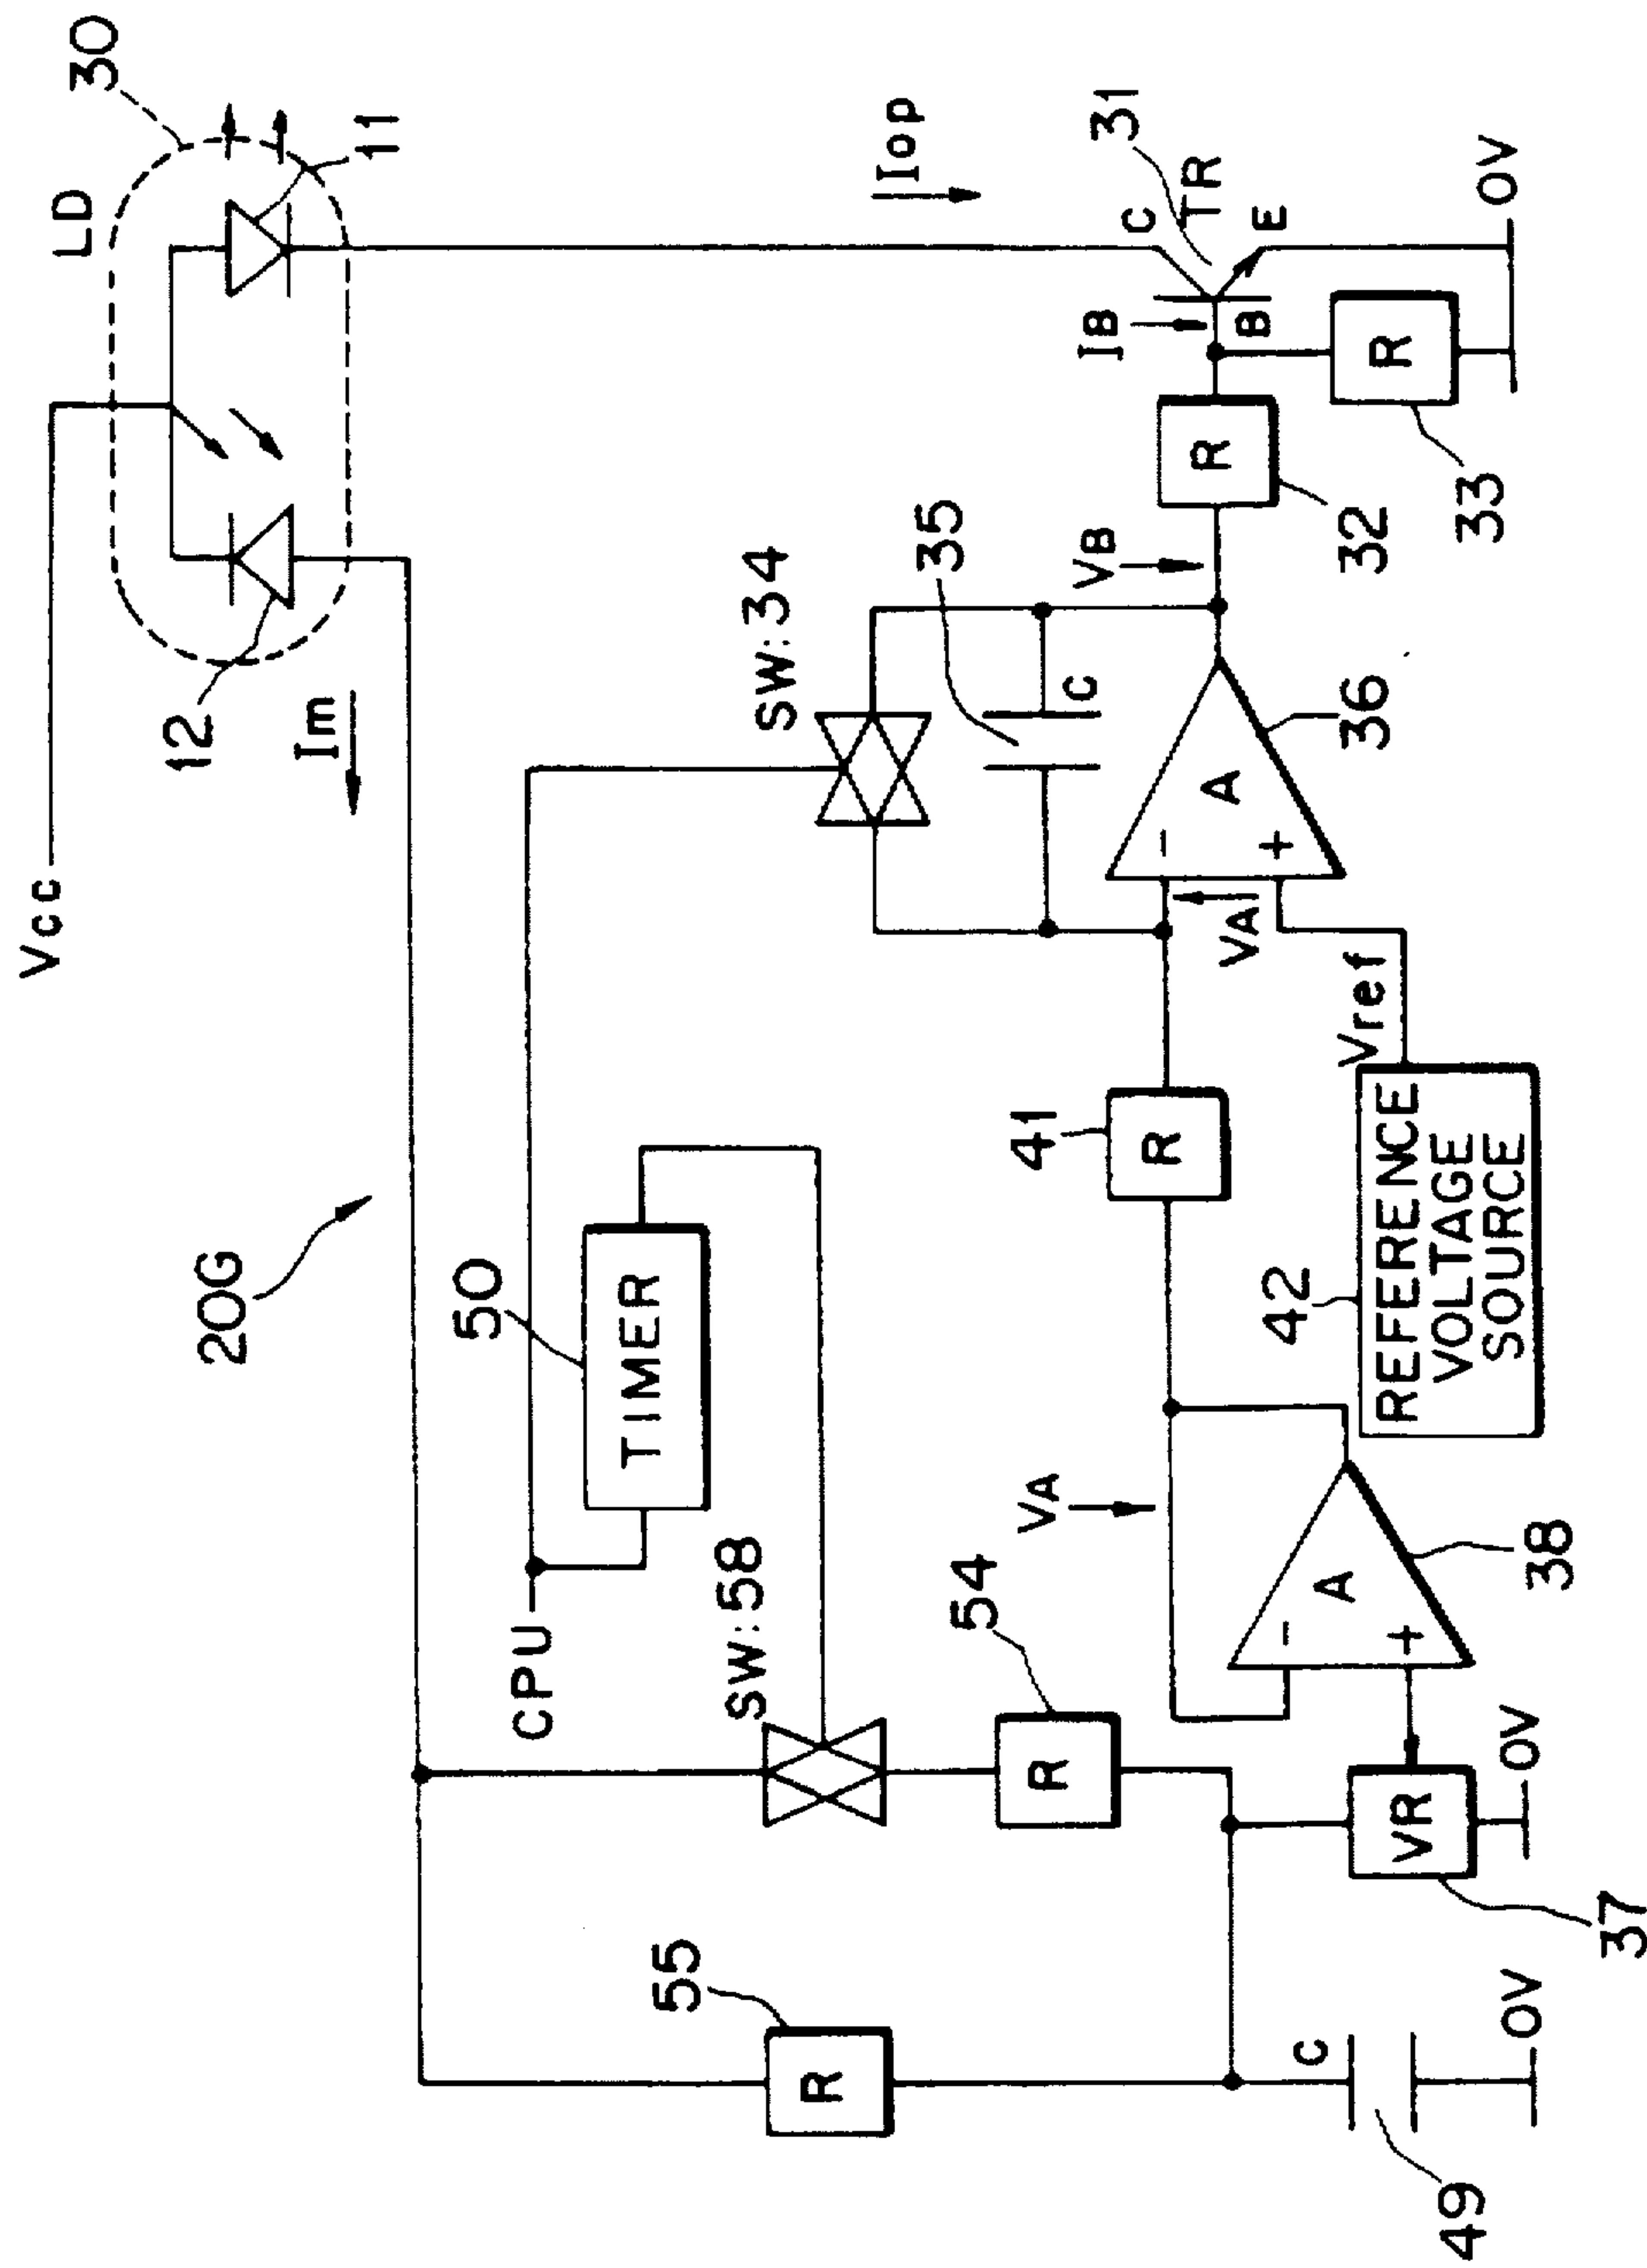 Vcc
LD
30
11
12
Im
Iop
20G
CPU
50
TIMER
SW:34
35
C
SW:58
55
R
54
R
VA
41
R
VA
-
+
A
36
VB
32
R
IB
B
C
TR
31
E
33
R
0V
Vref
42
REFERENCE
VOLTAGE
SOURCE
-
+
A
38
VR
37
0V
C
49
0V